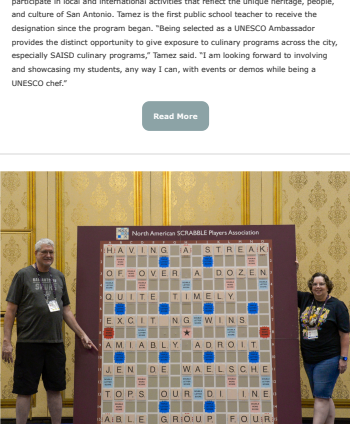 participate in local and international activities that reflect the unique heritage, people,
and culture of San Antonio. Tamez is the first public school teacher to receive the
designation since the program began. “Being selected as a UNESCO Ambassador
provides the distinct opportunity to give exposure to culinary programs across the city,
especially SAISD culinary programs,” Tamez said. “I am looking forward to involving
and showcasing my students, any way I can, with events or demos while being a
UNESCO chef.”
Read More
North American SCRABBLE Players Association
HAVING A STREAK
OF OVER A DOZEN
QUITE TIMELY
EXCITING WINS
AMIABLY ADROIT
JEN DE WAELSCHE
TOPS OUR DI INE
ABLE GROUP FOUR